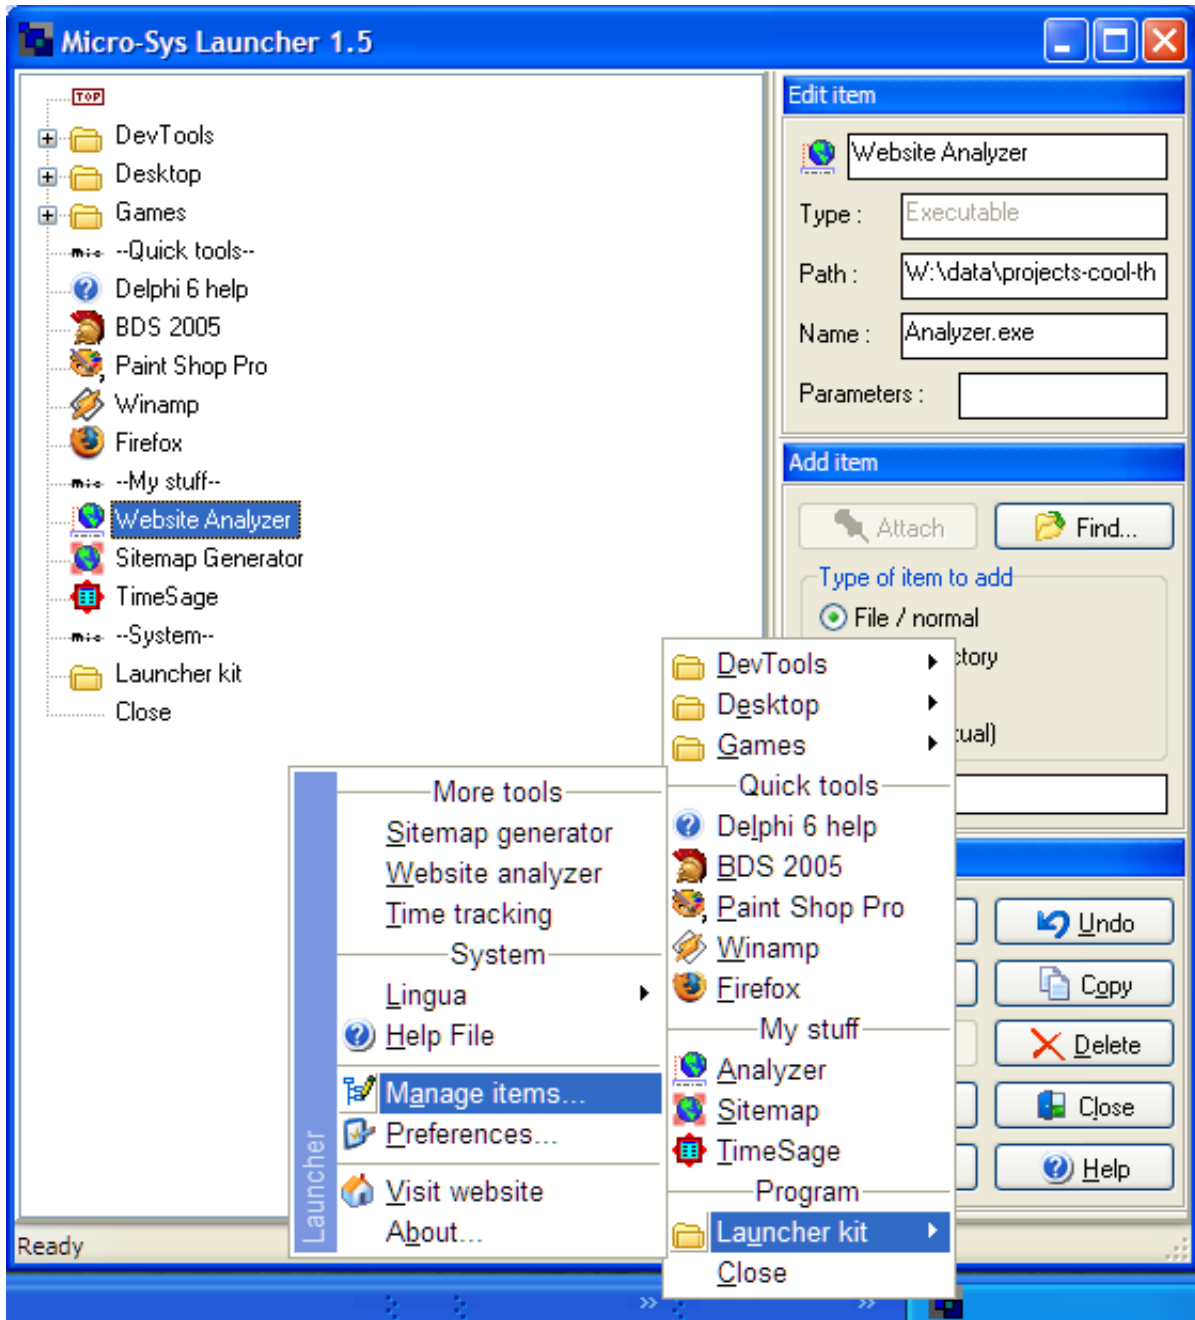 Micro-Sys Launcher 1.5
TOP
DevTools
Desktop
Games
--Quick tools--
Delphi 6 help
BDS 2005
Paint Shop Pro
Winamp
Firefox
--My stuff--
Website Analyzer
Sitemap Generator
TimeSage
--System--
Launcher kit
Close
Edit item
Website Analyzer
Type : Executable
Path : W:\data\projects-cool-th
Name : Analyzer.exe
Parameters :
Add item
Attach Find...
Type of item to add
File / normal
Undo
Copy
Delete
Close
Help
DevTools
Desktop
Games
Quick tools
Delphi 6 help
BDS 2005
Paint Shop Pro
Winamp
Firefox
My stuff
Analyzer
Sitemap
TimeSage
Program
Launcher kit
Close
More tools
Sitemap generator
Website analyzer
Time tracking
System
Lingua
Help File
Manage items...
Preferences...
Visit website
About...
Launcher
Ready